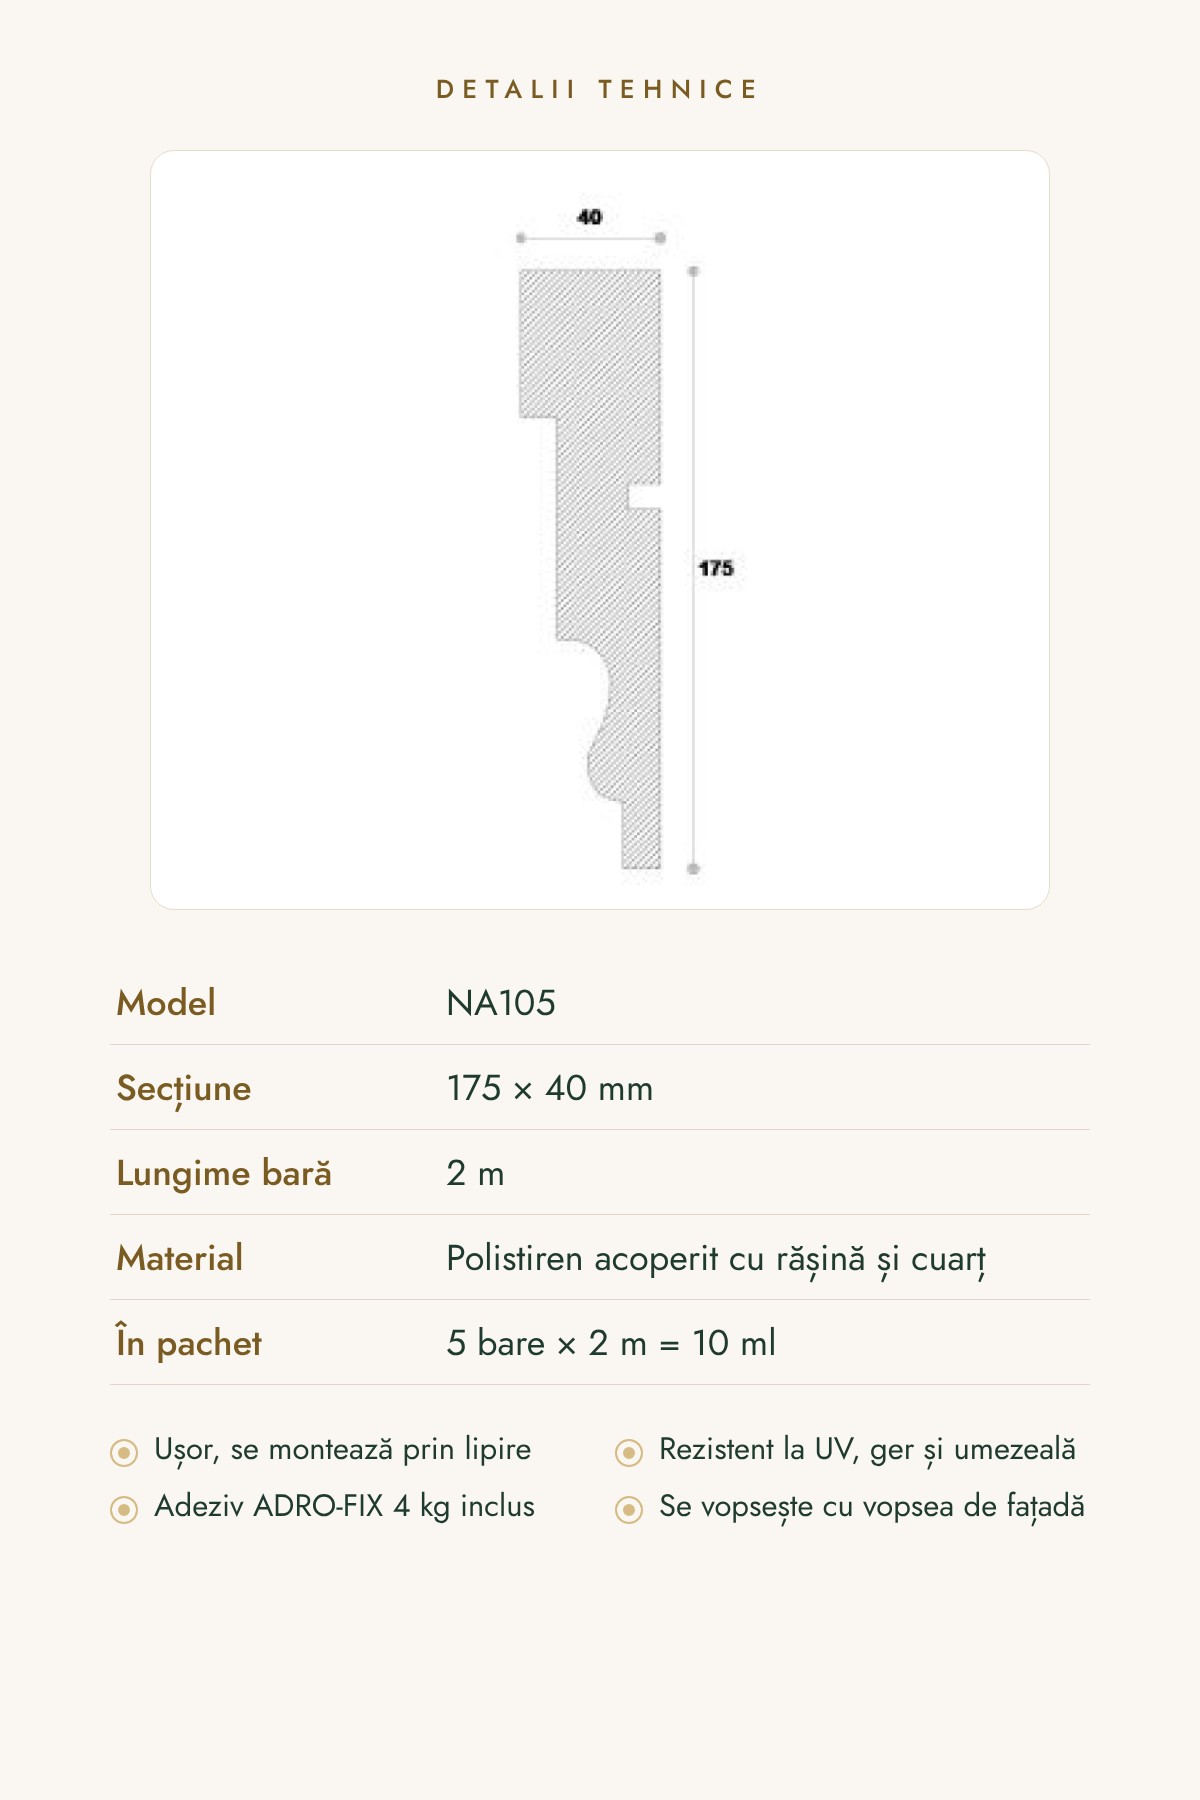 DETALII TEHNICE
40
175
Model NA105
Secțiune 175 × 40 mm
Lungime bară 2 m
Material Polistiren acoperit cu rășină și cuarț
În pachet 5 bare × 2 m = 10 ml
Ușor, se montează prin lipire Rezistent la UV, ger și umezeală
Adeziv ADRO-FIX 4 kg inclus Se vopsește cu vopsea de fațadă